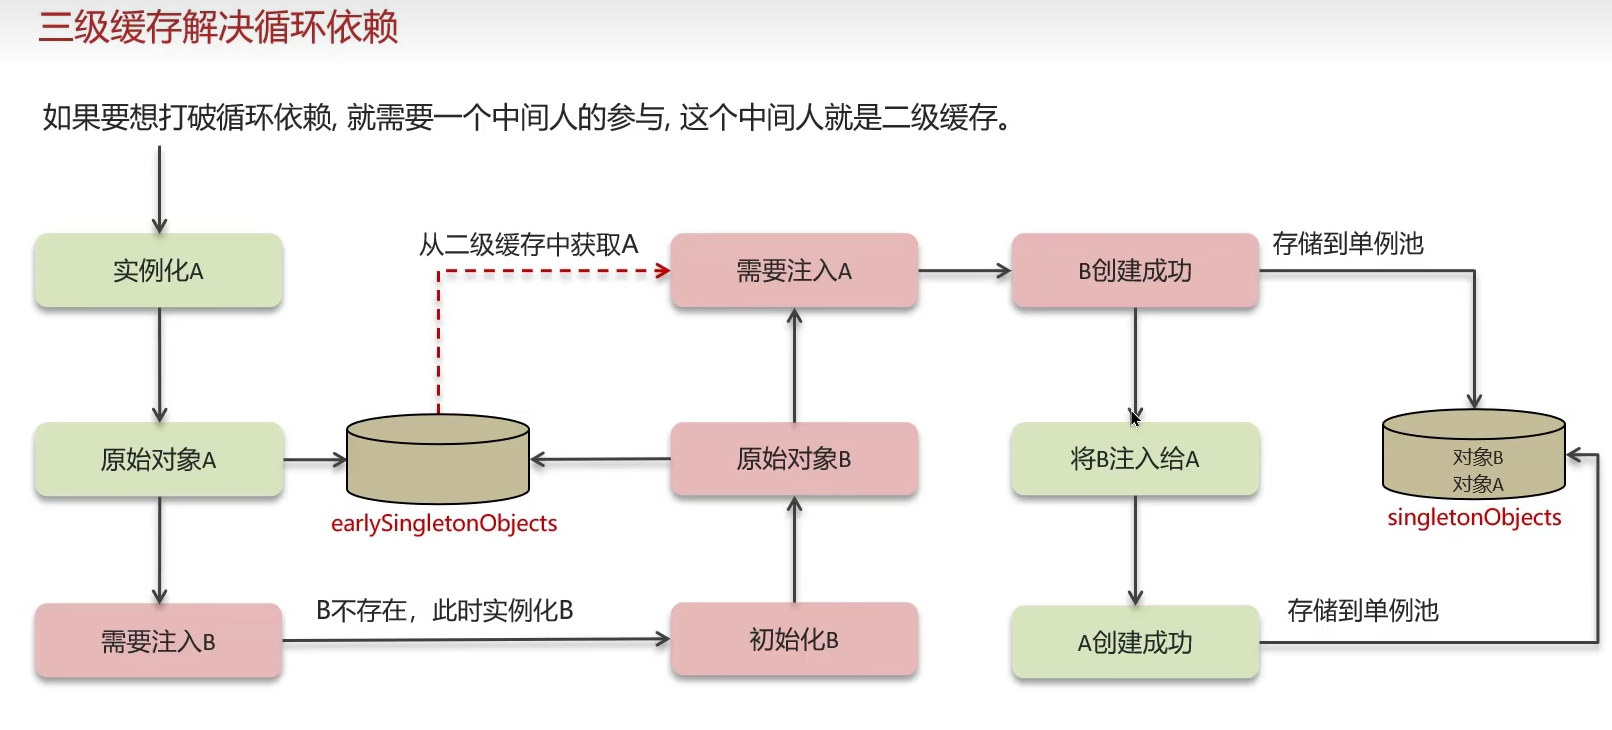 三级缓存解决循环依赖
如果要想打破循环依赖, 就需要一个中间人的参与, 这个中间人就是二级缓存。
实例化A
从二级缓存中获取A
需要注入A
B创建成功
存储到单例池
原始对象A
earlySingletonObjects
原始对象B
将B注入给A
对象B
对象A
singletonObjects
需要注入B
B不存在，此时实例化B
初始化B
A创建成功
存储到单例池